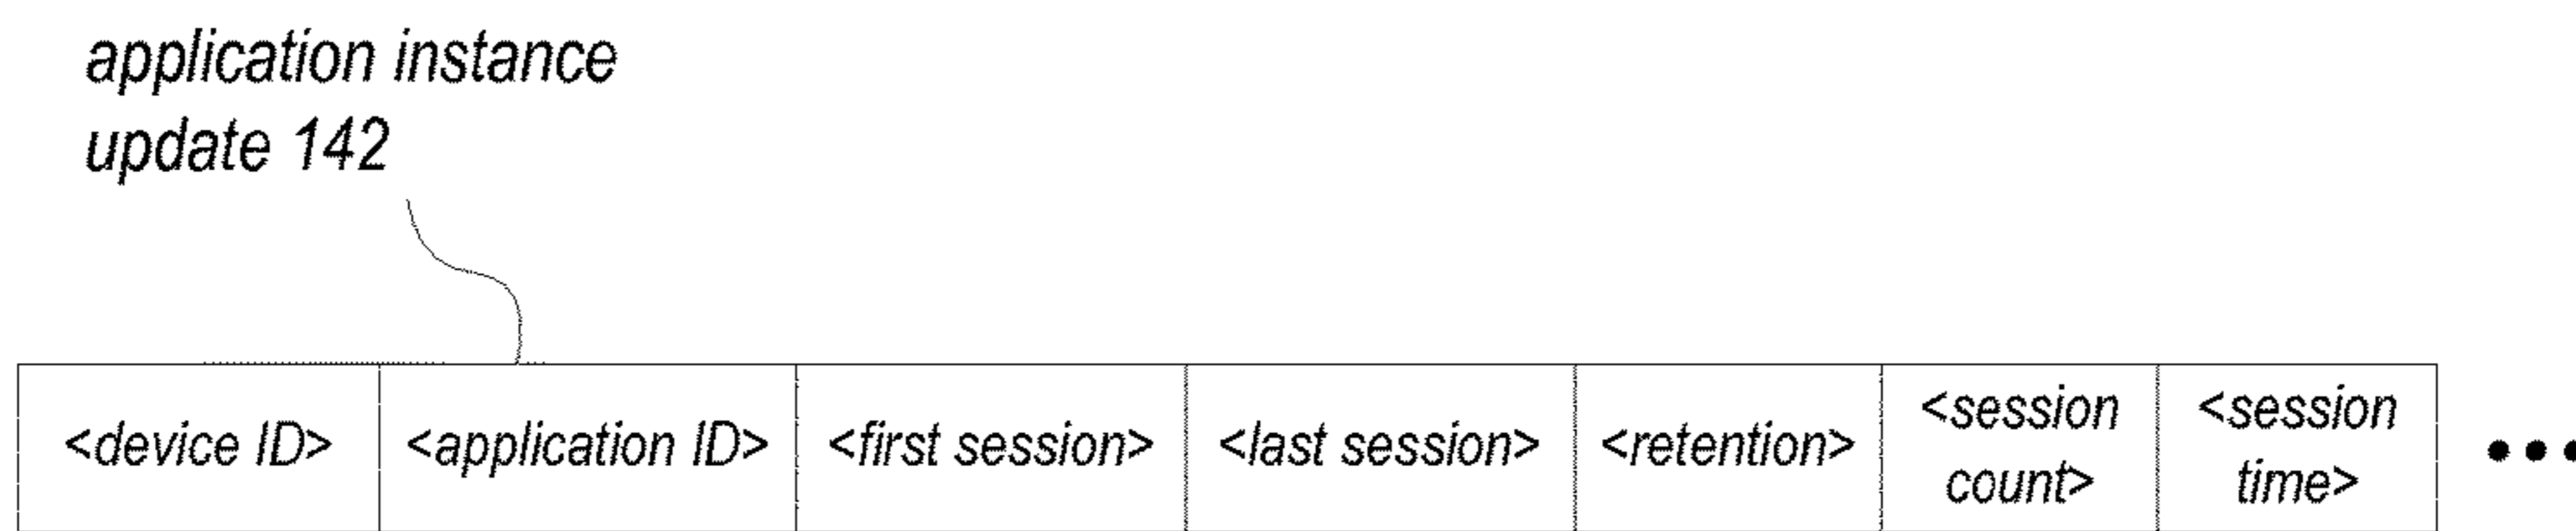 application instance
update 142
<device ID> <application ID> <first session> <last session> <retention> <session count> <session time> •••